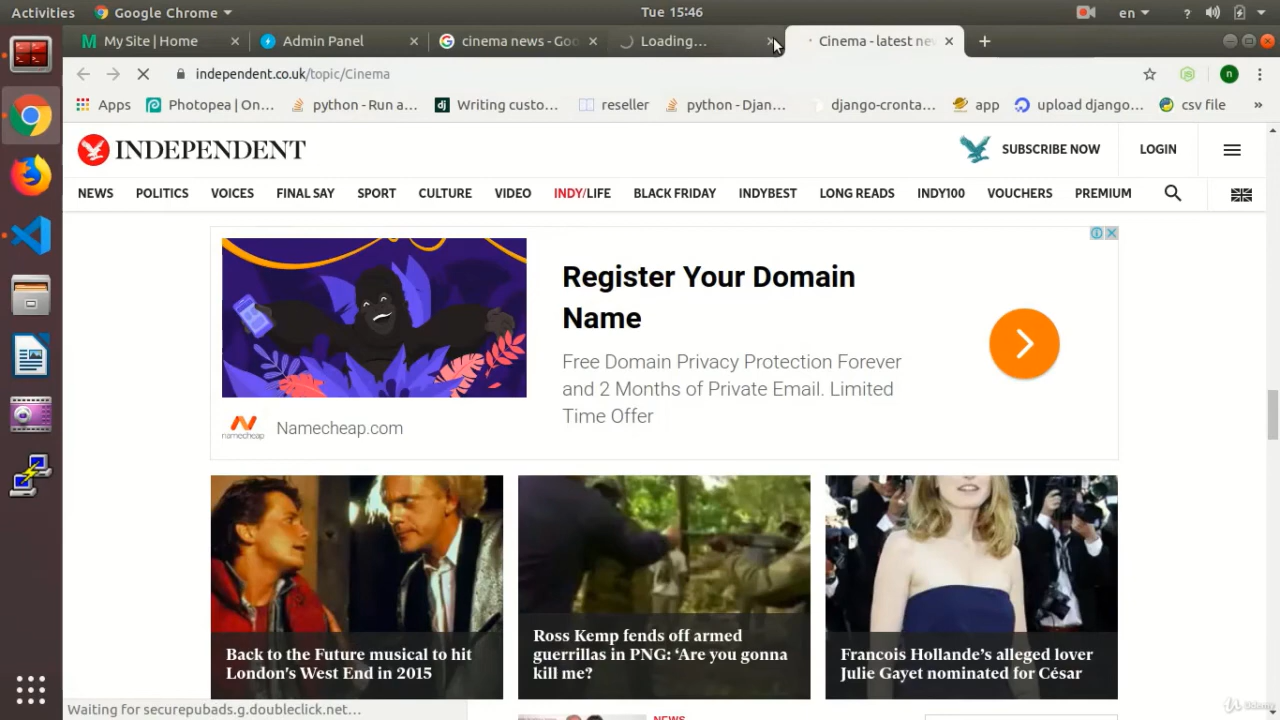 Activities Google Chrome Tue 15:46 en ?
My Site | Home Admin Panel cinema news - Goo Loading... Cinema - latest ne
independent.co.uk/topic/Cinema n
Apps Photopea | On... python - Run a... dj Writing custo... reseller python - Djan... django-cronta... app upload django... csv file »
INDEPENDENT SUBSCRIBE NOW LOGIN
NEWS POLITICS VOICES FINAL SAY SPORT CULTURE VIDEO INDY/LIFE BLACK FRIDAY INDYBEST LONG READS INDY100 VOUCHERS PREMIUM
Register Your Domain
Name
Free Domain Privacy Protection Forever
and 2 Months of Private Email. Limited
Time Offer
namecheap Namecheap.com
Back to the Future musical to hit
London's West End in 2015
Ross Kemp fends off armed
guerrillas in PNG: ‘Are you gonna
kill me?
Francois Hollande’s alleged lover
Julie Gayet nominated for César
NEWS
Waiting for securepubads.g.doubleclick.net...
Udemy